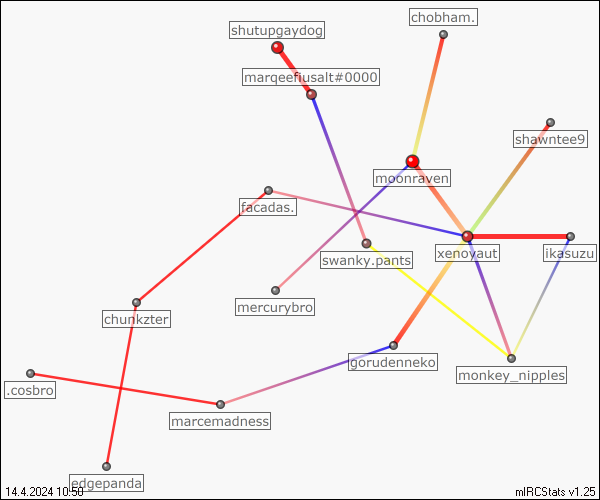 chobham.
shutupgaydog
marqeefiusalt#0000
shawntee9
moonraven
facadas.
swanky.pants
xenoyaut
ikasuzu
mercurybro
chunkzter
gorudenneko
monkey_nipples
.cosbro
marcemadness
edgepanda
14.4.2024 10:50
mIRCStats v1.25